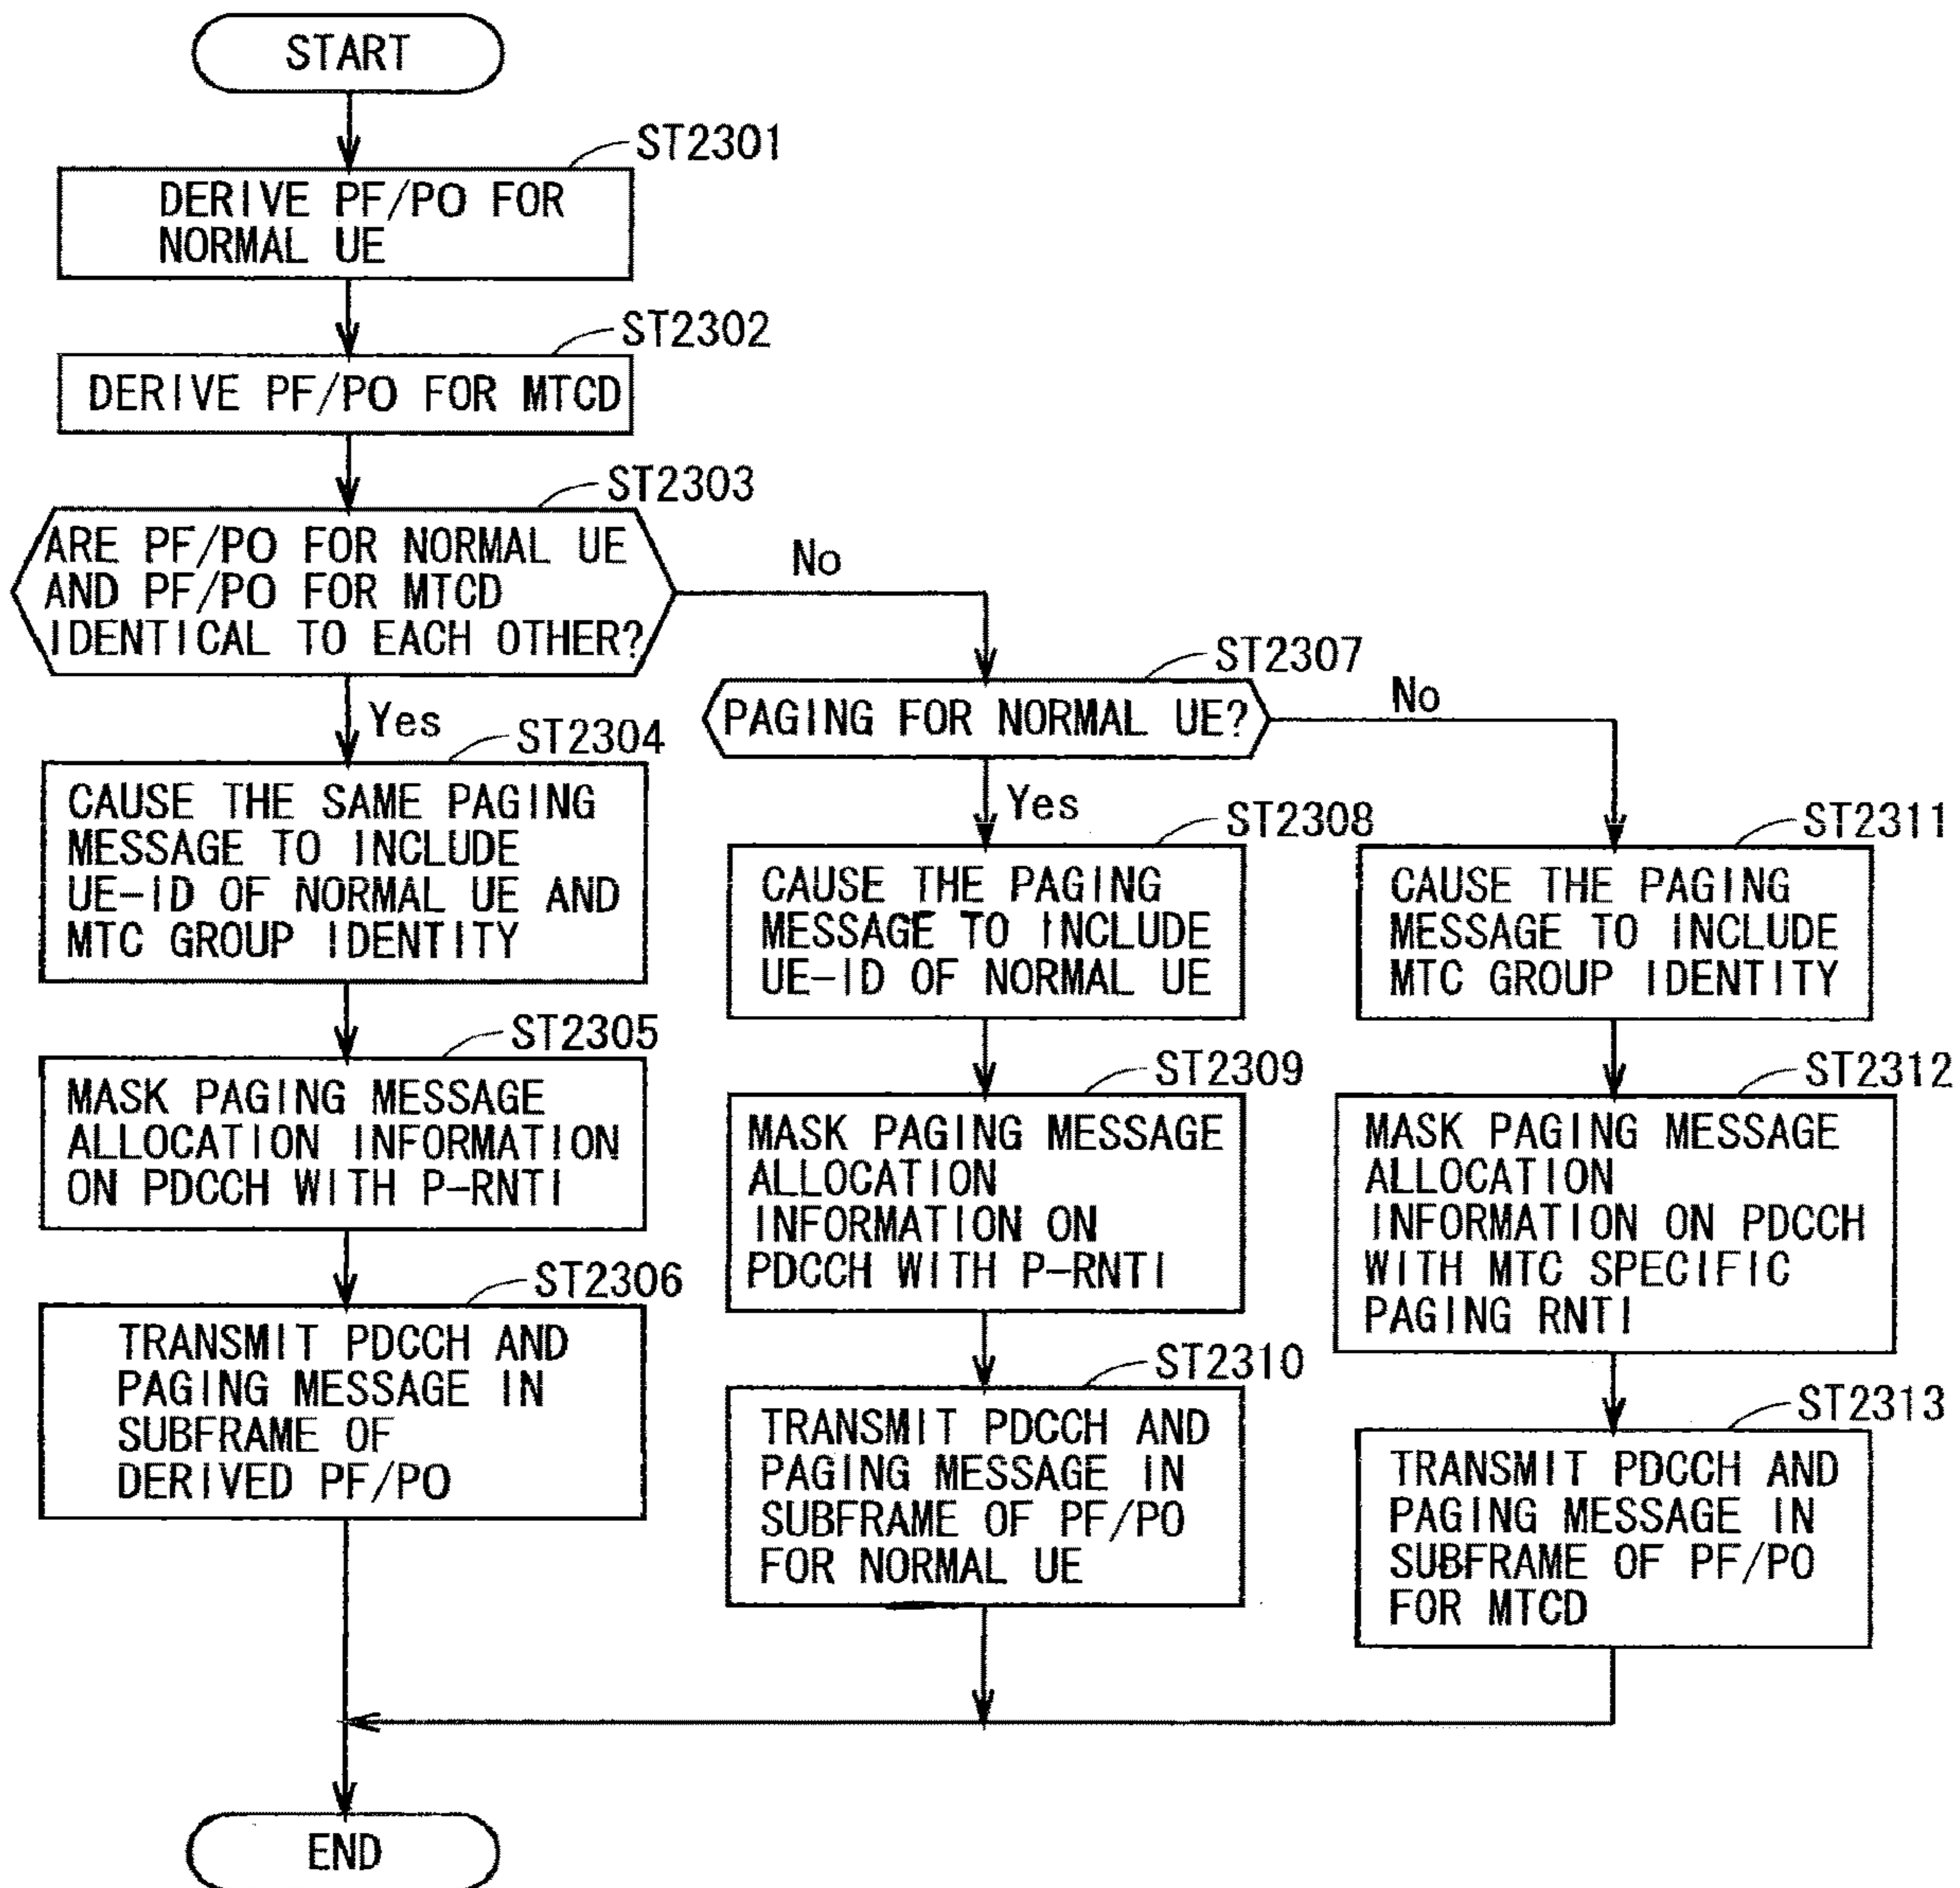 START
ST2301
DERIVE PF/PO FOR
NORMAL UE
ST2302
DERIVE PF/PO FOR MTCD
ST2303
ARE PF/PO FOR NORMAL UE
AND PF/PO FOR MTCD
IDENTICAL TO EACH OTHER?
No
Yes
ST2304
CAUSE THE SAME PAGING
MESSAGE TO INCLUDE
UE-ID OF NORMAL UE AND
MTC GROUP IDENTITY
ST2305
MASK PAGING MESSAGE
ALLOCATION INFORMATION
ON PDCCH WITH P-RNTI
ST2306
TRANSMIT PDCCH AND
PAGING MESSAGE IN
SUBFRAME OF
DERIVED PF/PO
ST2307
PAGING FOR NORMAL UE?
No
Yes
ST2308
CAUSE THE PAGING
MESSAGE TO INCLUDE
UE-ID OF NORMAL UE
ST2309
MASK PAGING MESSAGE
ALLOCATION
INFORMATION ON
PDCCH WITH P-RNTI
ST2310
TRANSMIT PDCCH AND
PAGING MESSAGE IN
SUBFRAME OF PF/PO
FOR NORMAL UE
ST2311
CAUSE THE PAGING
MESSAGE TO INCLUDE
MTC GROUP IDENTITY
ST2312
MASK PAGING MESSAGE
ALLOCATION
INFORMATION ON PDCCH
WITH MTC SPECIFIC
PAGING RNTI
ST2313
TRANSMIT PDCCH AND
PAGING MESSAGE IN
SUBFRAME OF PF/PO
FOR MTCD
END